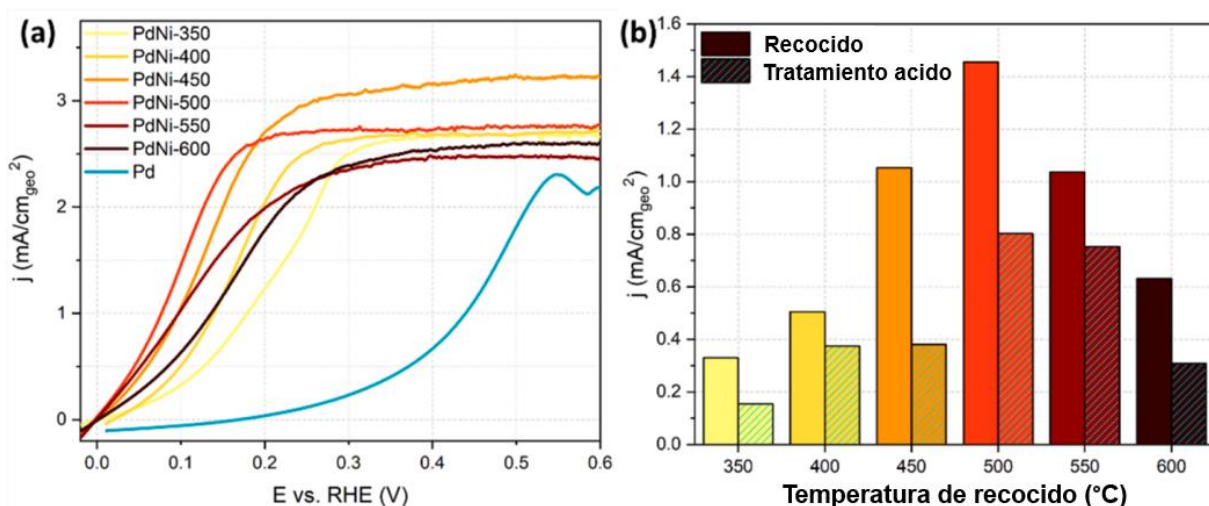 (a)
PdNi-350
PdNi-400
PdNi-450
PdNi-500
PdNi-550
PdNi-600
Pd
3
2
1
0
j (mA/cm_geo²)
0.0 0.1 0.2 0.3 0.4 0.5 0.6
E vs. RHE (V)
(b)
Recocido
Tratamiento acido
1.6
1.4
1.2
1.0
0.8
0.6
0.4
0.2
0.0
j (mA/cm_geo²)
350 400 450 500 550 600
Temperatura de recocido (°C)